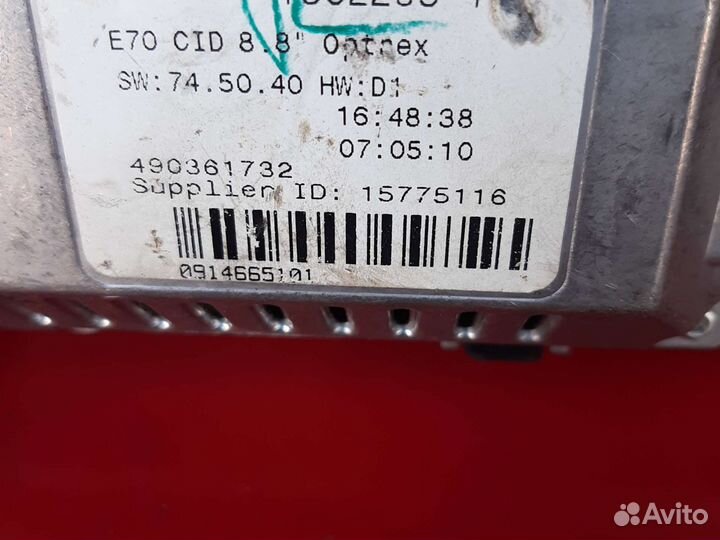 E70 CID 8.8" Optrex
SW:74.50.40 HW:D1
16:48:38
07:05:10
490361732
Supplier ID: 15775116
0914665101
Avito